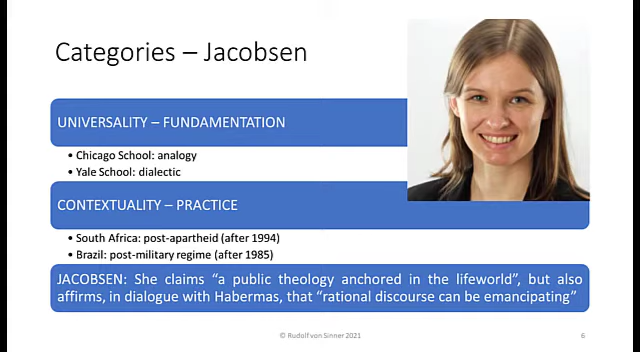 Categories – Jacobsen
UNIVERSALITY – FUNDAMENTATION
• Chicago School: analogy
• Yale School: dialectic
CONTEXTUALITY – PRACTICE
• South Africa: post-apartheid (after 1994)
• Brazil: post-military regime (after 1985)
JACOBSEN: She claims “a public theology anchored in the lifeworld”, but also
affirms, in dialogue with Habermas, that “rational discourse can be emancipating”
© Rudolf von Sinner 2021
6